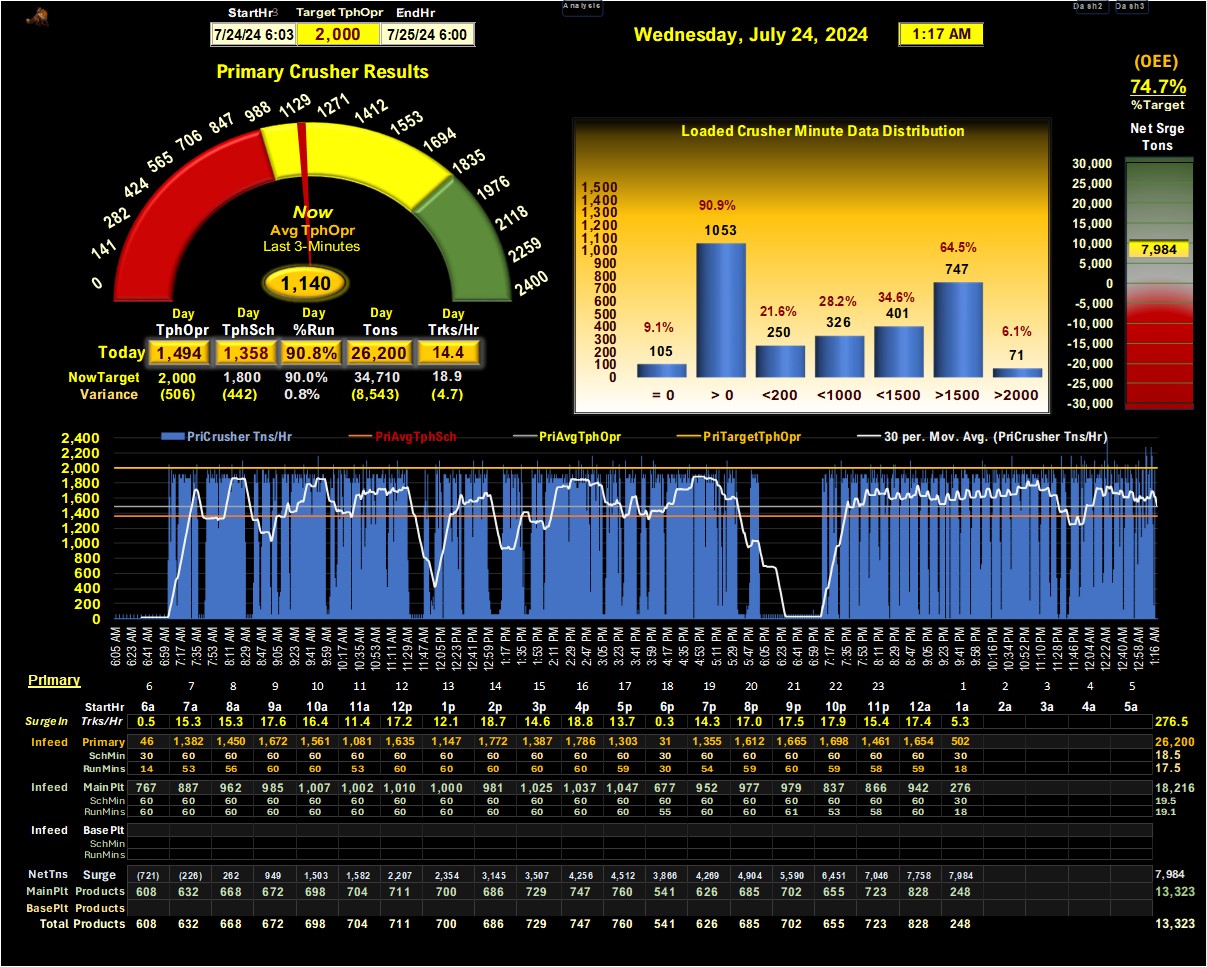 Analysis
Dash2 Dash3
StartHr3 Target TphOpr EndHr
7/24/24 6:03 2,000 7/25/24 6:00
Wednesday, July 24, 2024 1:17 AM
(OEE)
74.7%
%Target
Primary Crusher Results
0 141 282 424 565 706 847 988 1129 1271 1412 1553 1694 1835 1976 2118 2259 2400
Now
Avg TphOpr
Last 3-Minutes
1,140
Day Day Day Day Day
TphOpr TphSch %Run Tons Trks/Hr
Today 1,494 1,358 90.8% 26,200 14.4
NowTarget 2,000 1,800 90.0% 34,710 18.9
Variance (506) (442) 0.8% (8,543) (4.7)
Loaded Crusher Minute Data Distribution
1,500
1,400
1,300
1,200
1,100
1,000
900
800
700
600
500
400
300
200
100
0
9.1% 90.9% 21.6% 28.2% 34.6% 64.5% 6.1%
105 1053 250 326 401 747 71
= 0 > 0 <200 <1000 <1500 >1500 >2000
Net Srge
Tons
30,000
25,000
20,000
15,000
10,000
7,984
5,000
0
-5,000
-10,000
-15,000
-20,000
-25,000
-30,000
PriCrusher Tns/Hr PriAvgTphSch PriAvgTphOpr PriTargetTphOpr 30 per. Mov. Avg. (PriCrusher Tns/Hr)
2,400
2,200
2,000
1,800
1,600
1,400
1,200
1,000
800
600
400
200
0
6:05 AM 6:23 AM 6:41 AM 6:59 AM 7:17 AM 7:35 AM 7:53 AM 8:11 AM 8:29 AM 8:47 AM 9:05 AM 9:23 AM 9:41 AM 9:59 AM 10:17 AM 10:35 AM 10:53 AM 11:11 AM 11:29 AM 11:47 AM 12:05 PM 12:23 PM 12:41 PM 12:59 PM 1:17 PM 1:35 PM 1:53 PM 2:11 PM 2:29 PM 2:47 PM 3:05 PM 3:23 PM 3:41 PM 3:59 PM 4:17 PM 4:35 PM 4:53 PM 5:11 PM 5:29 PM 5:47 PM 6:05 PM 6:23 PM 6:41 PM 6:59 PM 7:17 PM 7:35 PM 7:53 PM 8:11 PM 8:29 PM 8:47 PM 9:05 PM 9:23 PM 9:41 PM 9:58 PM 10:16 PM 10:34 PM 10:52 PM 11:10 PM 11:28 PM 11:46 PM 12:04 AM 12:22 AM 12:40 AM 12:58 AM 1:16 AM
Primary 6 7 8 9 10 11 12 13 14 15 16 17 18 19 20 21 22 23 1 2 3 4 5
StartHr 6a 7a 8a 9a 10a 11a 12a 1p 2p 3p 4p 5p 6p 7p 8p 9p 10p 11p 12a 1a 2a 3a 4a 5a
SurgeIn Trks/Hr 0.5 15.3 15.3 17.6 16.4 11.4 17.2 12.1 18.7 14.6 18.8 13.7 0.3 14.3 17.0 17.5 17.9 15.4 17.4 5.3 276.5
Infeed Primary 46 1,382 1,450 1,672 1,561 1,081 1,635 1,147 1,772 1,387 1,786 1,303 31 1,355 1,612 1,665 1,698 1,461 1,654 502 26,200
SchMin 30 60 60 60 60 60 60 60 60 60 60 60 30 60 60 60 60 60 60 30 18.5
RunMins 14 53 56 60 60 53 60 60 60 60 60 59 30 54 59 60 59 58 59 18 17.5
Infeed MainPlt 767 887 962 985 1,007 1,002 1,010 1,000 981 1,025 1,037 1,047 677 952 977 979 837 866 942 276 18,216
SchMin 60 60 60 60 60 60 60 60 60 60 60 60 60 60 60 60 60 60 60 30 19.5
RunMins 60 60 60 60 60 60 60 60 60 60 60 60 55 60 60 61 53 58 60 18 19.1
Infeed BasePlt
SchMin
RunMins
NetTns Surge (721) (226) 262 949 1,503 1,582 2,207 2,354 3,145 3,507 4,256 4,512 3,866 4,269 4,904 5,590 6,451 7,046 7,758 7,984 7,984
MainPlt Products 608 632 668 672 698 704 711 700 686 729 747 760 541 626 685 702 655 723 828 248 13,323
BasePlt Products
Total Products 608 632 668 672 698 704 711 700 686 729 747 760 541 626 685 702 655 723 828 248 13,323